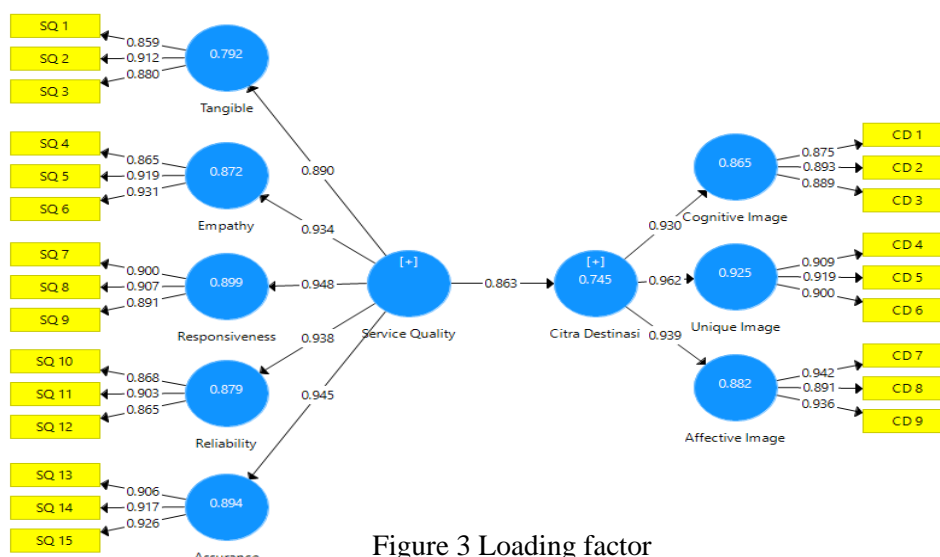 SQ 1
SQ 2
SQ 3
0.859
0.912
0.880
0.792
Tangible
SQ 4
SQ 5
SQ 6
0.865
0.919
0.931
0.872
Empathy
SQ 7
SQ 8
SQ 9
0.900
0.907
0.891
0.899
Responsiveness
SQ 10
SQ 11
SQ 12
0.868
0.903
0.865
0.879
Reliability
SQ 13
SQ 14
SQ 15
0.906
0.917
0.926
0.894
Assurance
0.890
0.934
0.948
0.938
0.945
[+]
Service Quality
0.863
[+]
0.745
Citra Destinasi
0.930
0.962
0.939
0.865
Cognitive Image
0.875
0.893
0.889
CD 1
CD 2
CD 3
0.925
Unique Image
0.909
0.919
0.900
CD 4
CD 5
CD 6
0.882
Affective Image
0.942
0.891
0.936
CD 7
CD 8
CD 9
Figure 3 Loading factor